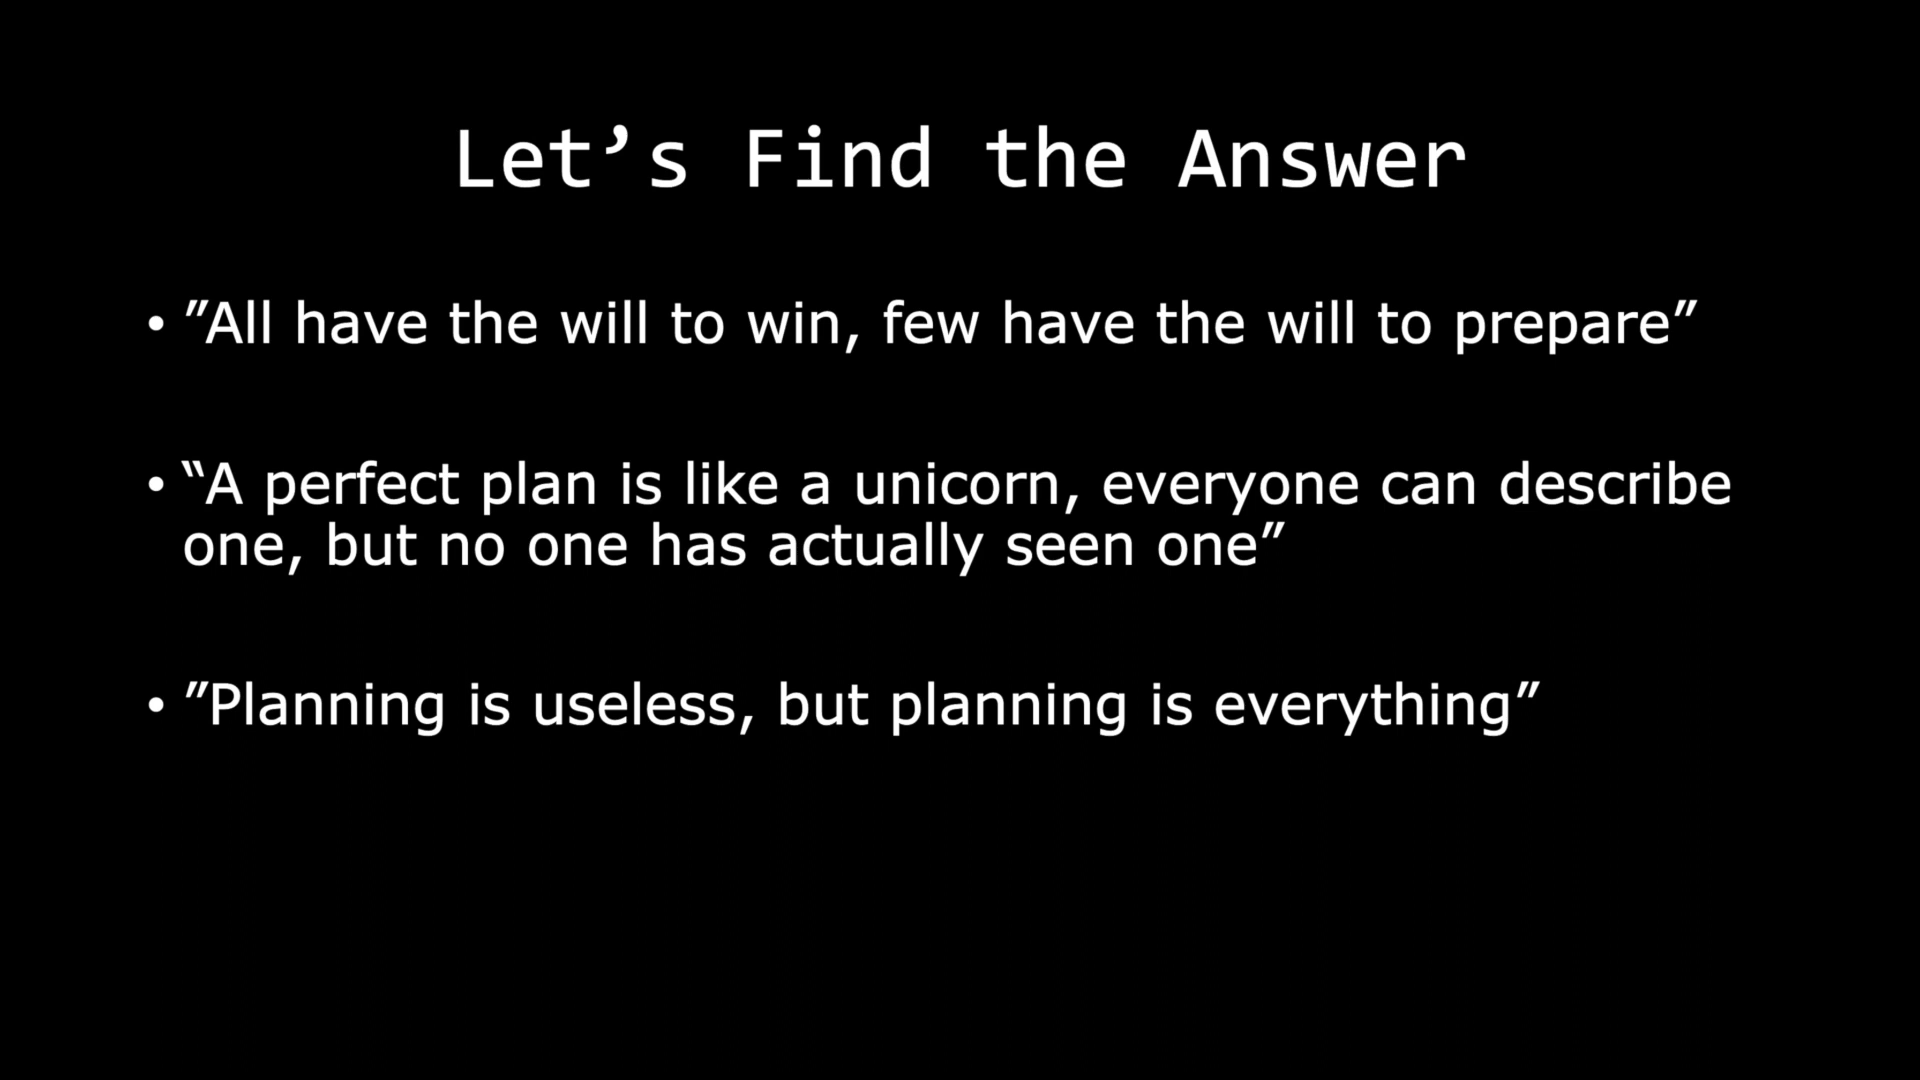 Let’s Find the Answer
• ”All have the will to win, few have the will to prepare”
• “A perfect plan is like a unicorn, everyone can describe
one, but no one has actually seen one”
• ”Planning is useless, but planning is everything”